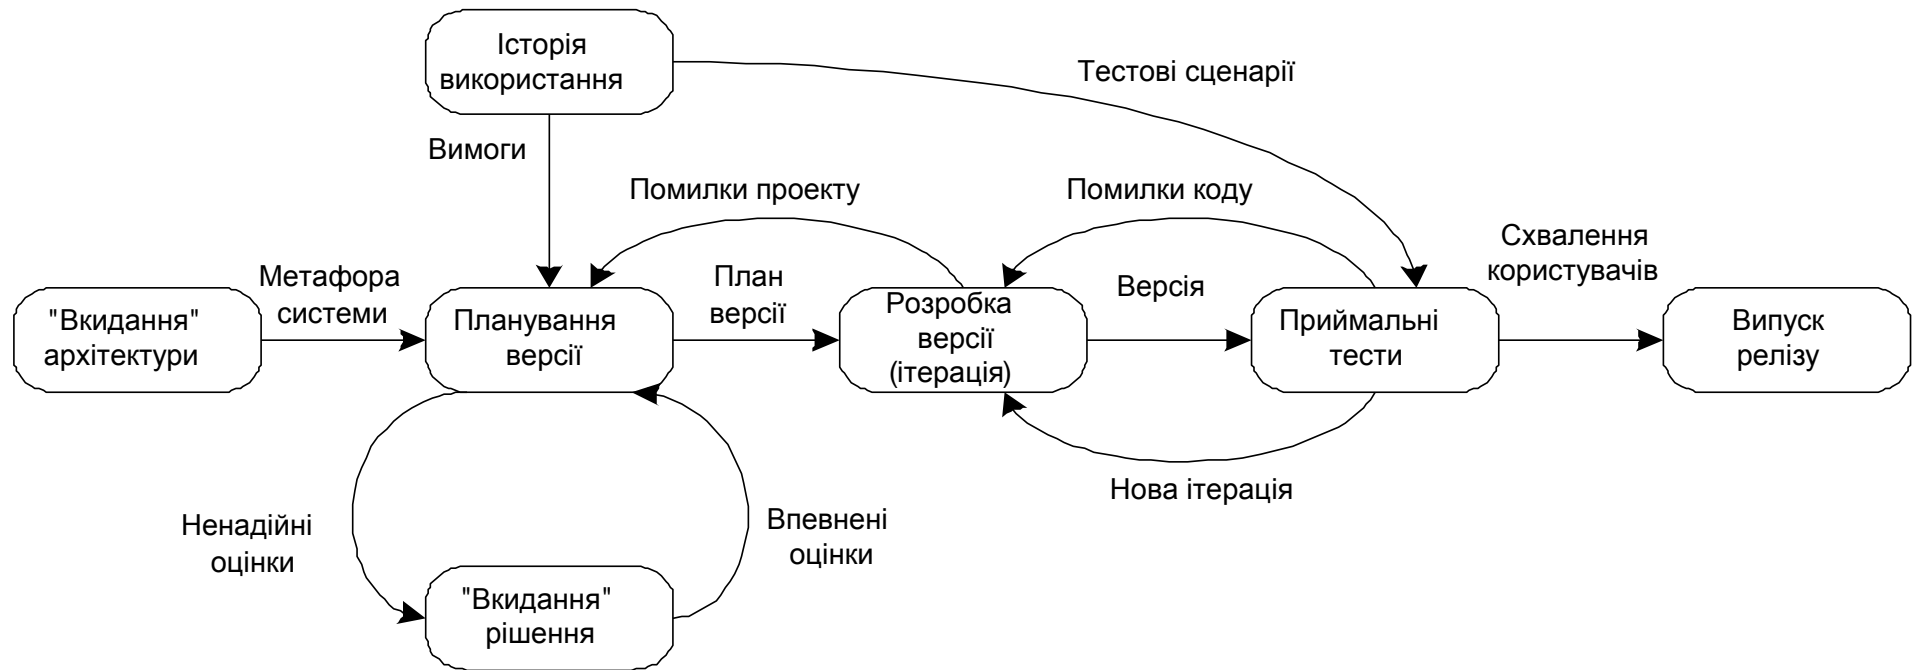 Історія
використання
Тестові сценарії
Вимоги
Помилки проекту
Помилки коду
Схвалення
користувачів
Метафора
системи
План
версії
Версія
"Вкидання"
архітектури
Планування
версії
Розробка
версії
(ітерація)
Приймальні
тести
Випуск
релізу
Нова ітерація
Ненадійні
оцінки
Впевнені
оцінки
"Вкидання"
рішення